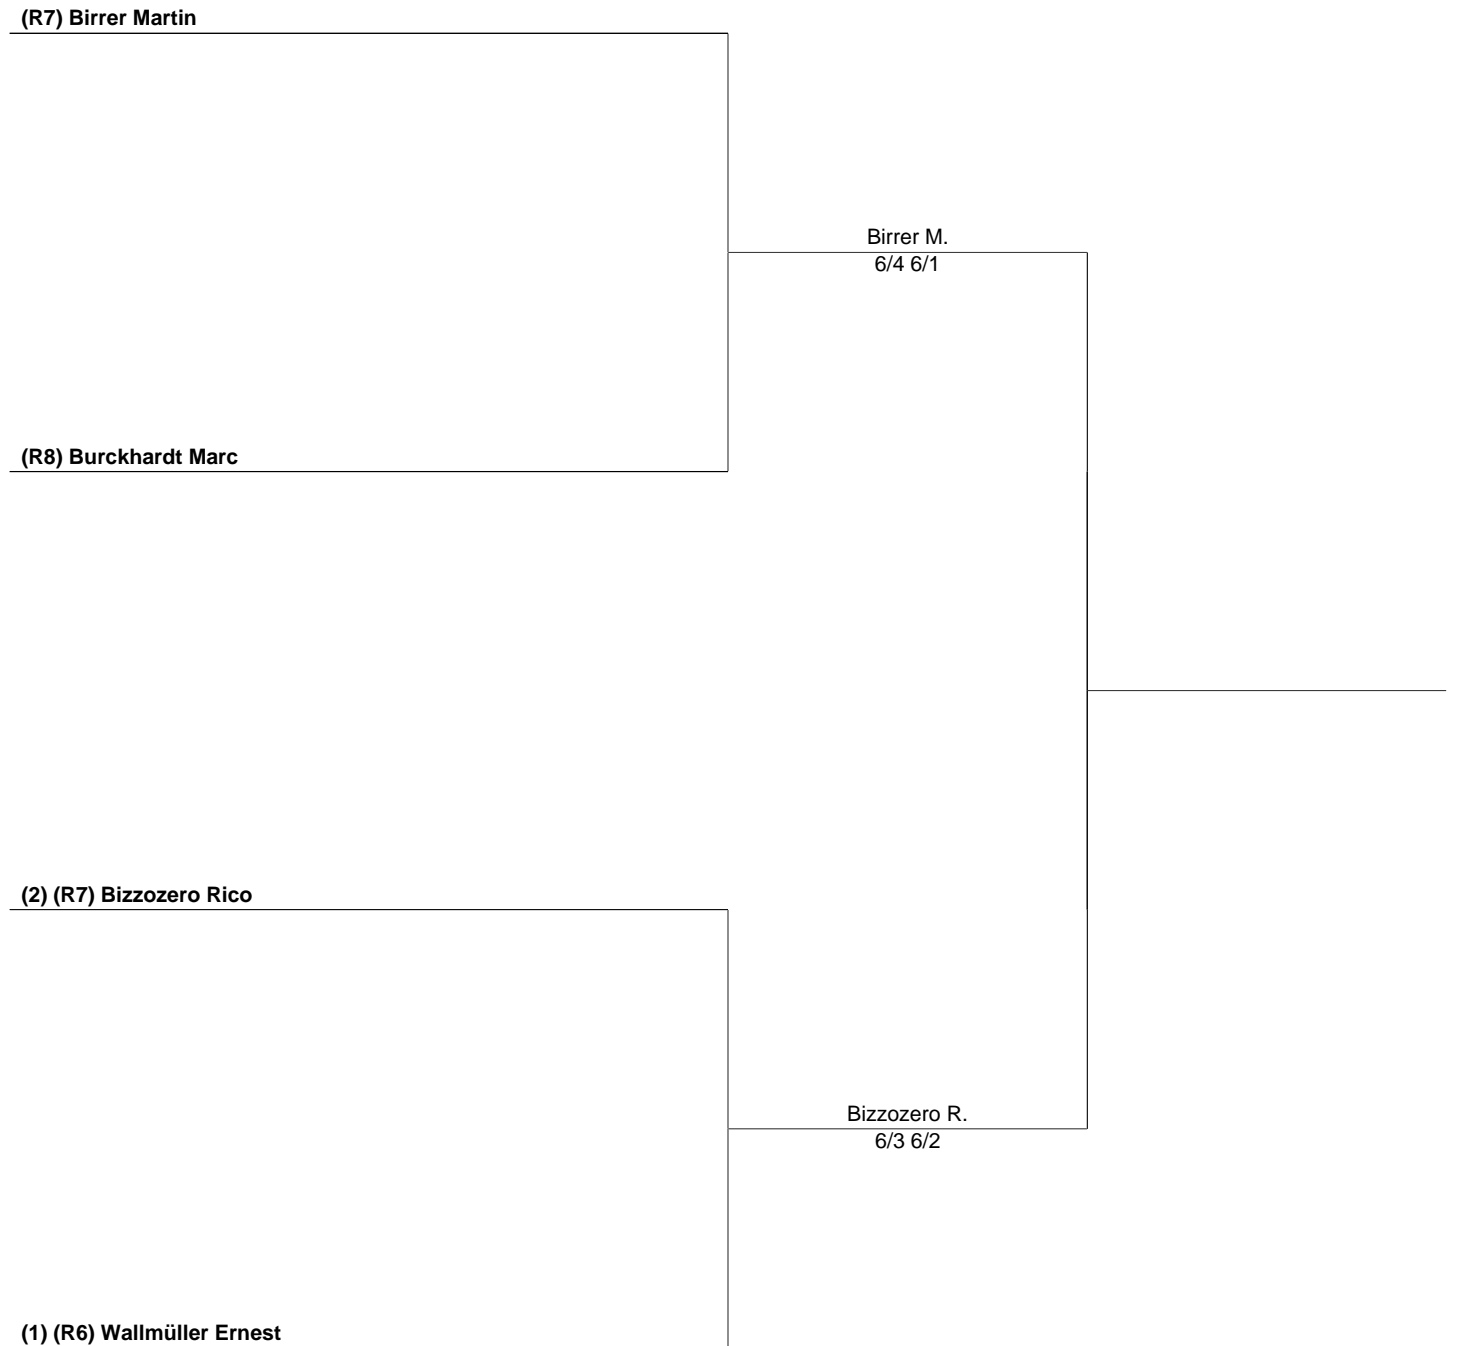 (R7) Birrer Martin
Birrer M.
6/4 6/1
(R8) Burckhardt Marc
(2) (R7) Bizzozero Rico
Bizzozero R.
6/3 6/2
(1) (R6) Wallmüller Ernest